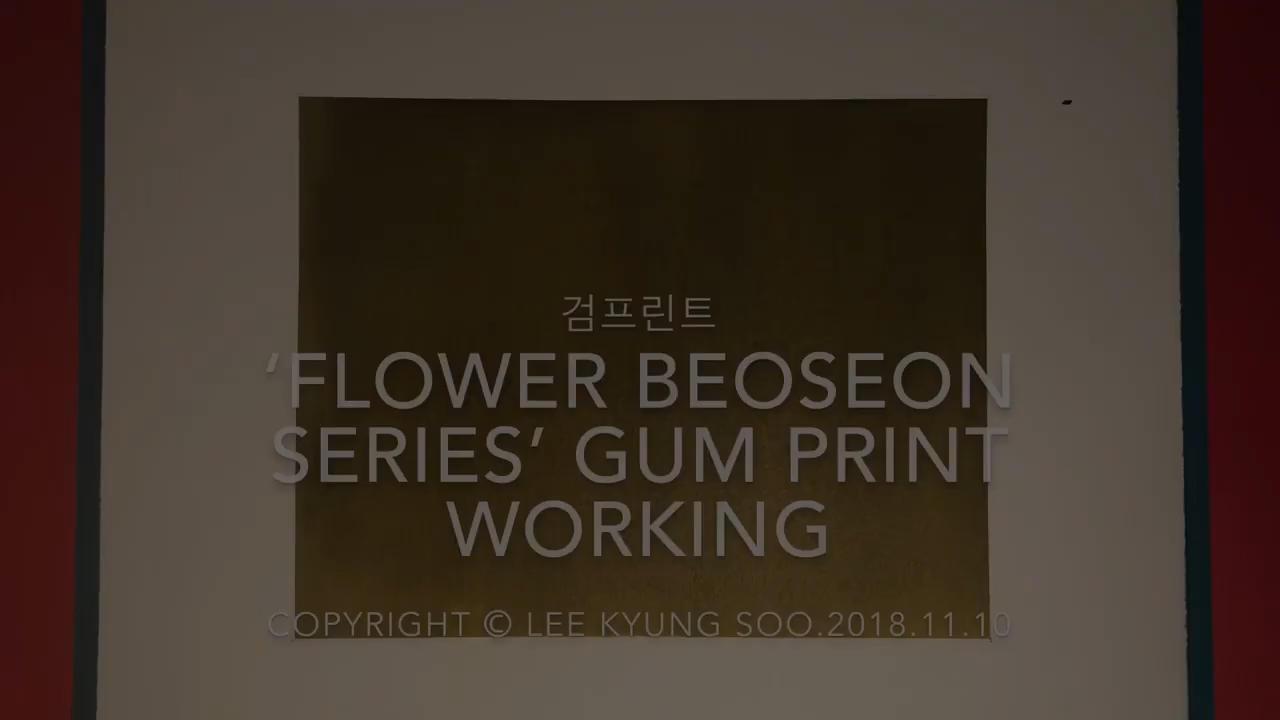 검프린트
‘FLOWER BEOSEON
SERIES’ GUM PRINT
WORKING
COPYRIGHT © LEE KYUNG SOO.2018.11.10